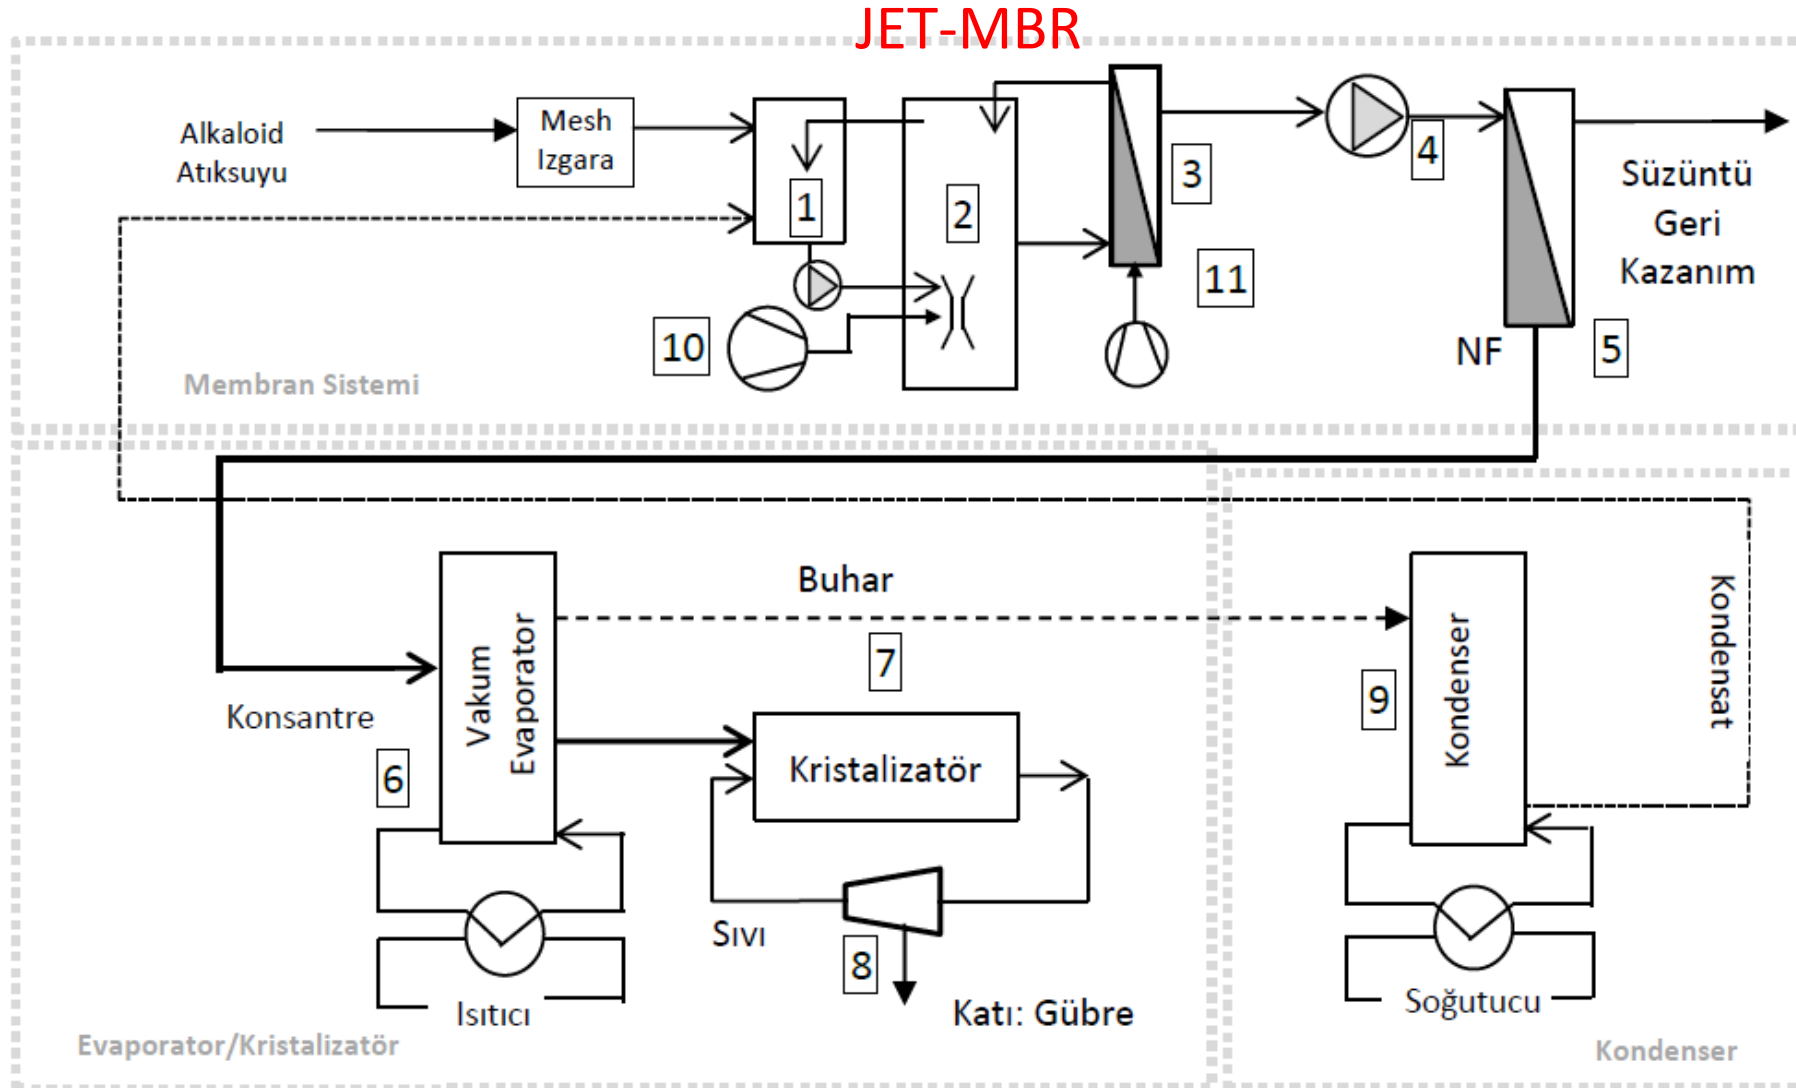 JET-MBR
Alkaloid
Atıksuyu
Mesh
Izgara
1
2
3
4
Süzüntü
Geri
Kazanım
11
10
NF
5
Membran Sistemi
Buhar
7
Vakum
Evaporator
Konsantre
6
Kristalizatör
9
Kondenser
Kondensat
Sıvı
8
Isıtıcı
Katı: Gübre
Soğutucu
Evaporator/Kristalizatör
Kondenser